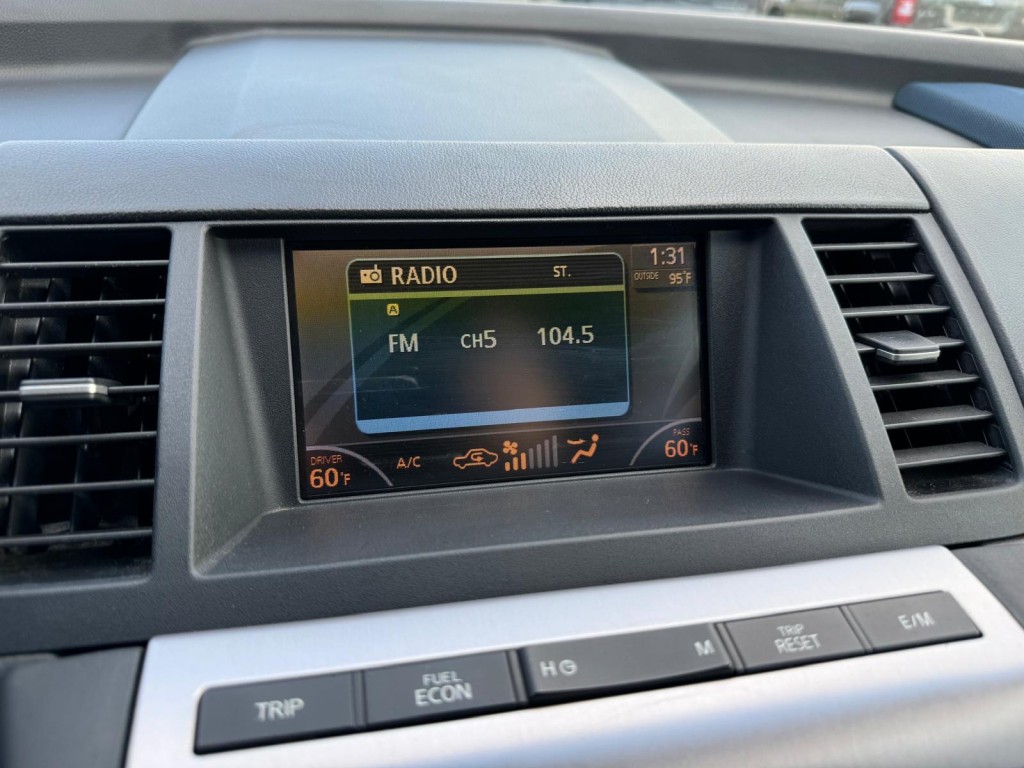 RADIO ST.
1:31
OUTSIDE 95°F
A
FM CH5 104.5
DRIVER
60°F
A/C
PASS
60°F
TRIP
FUEL
ECON
H M
TRIP
RESET
E/M